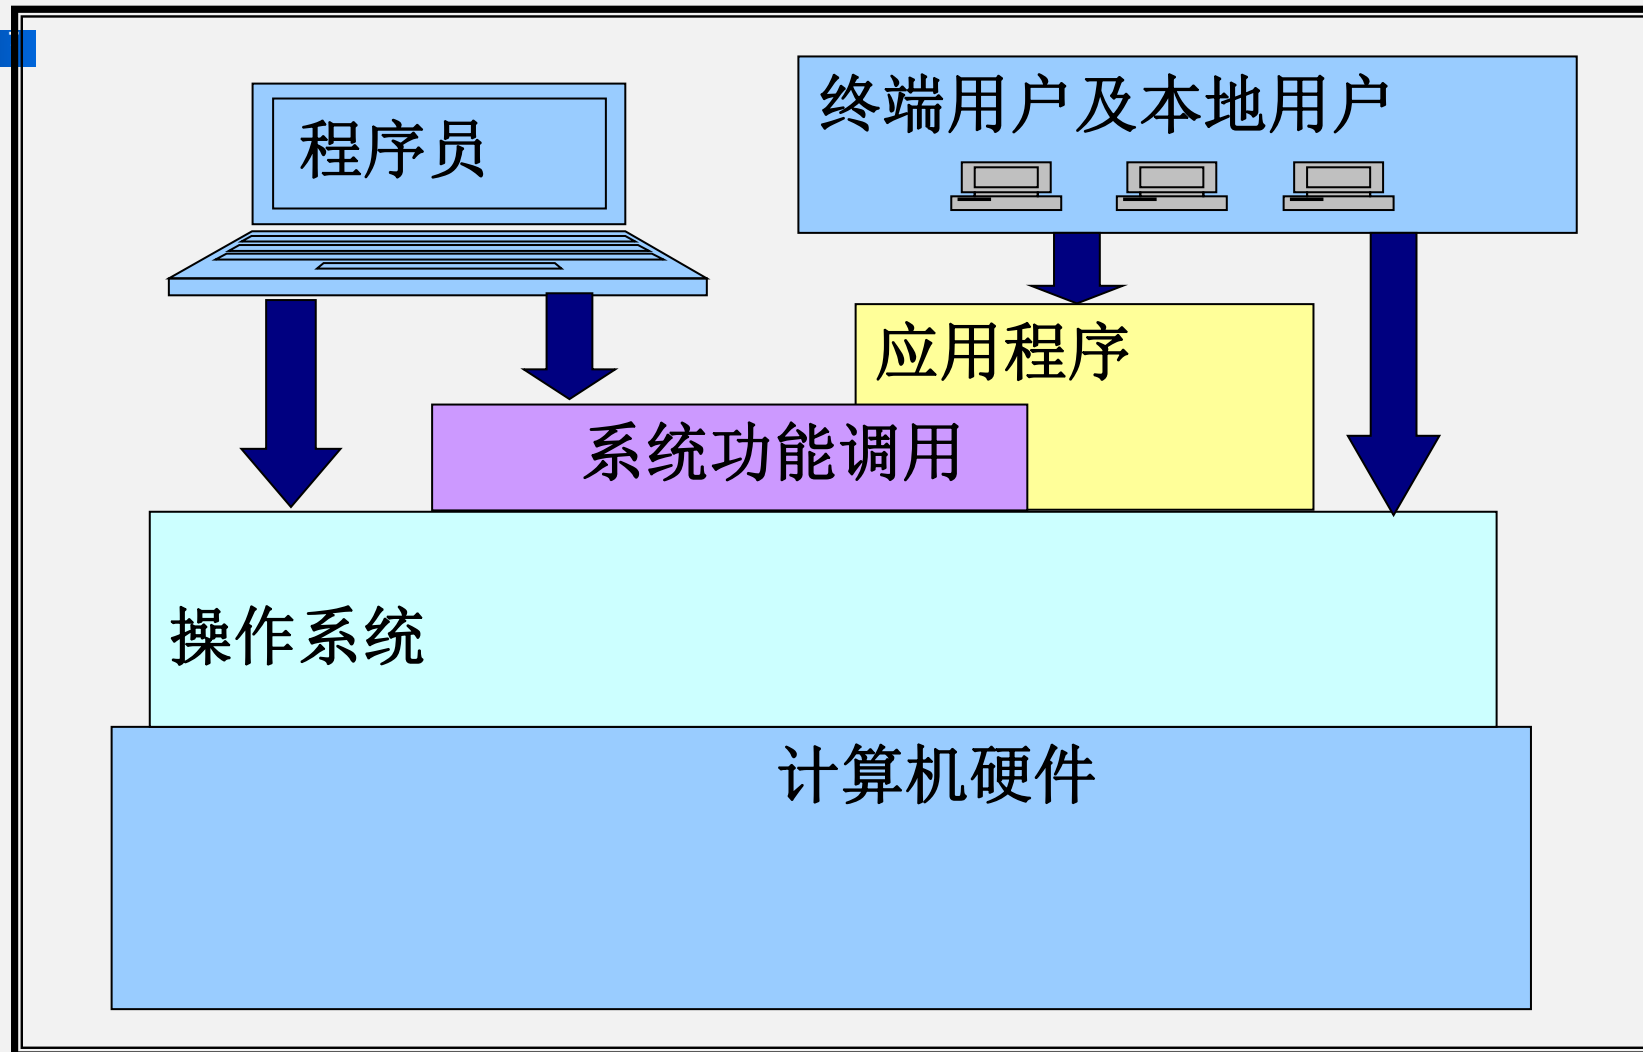 程序员
终端用户及本地用户
应用程序
系统功能调用
操作系统
计算机硬件